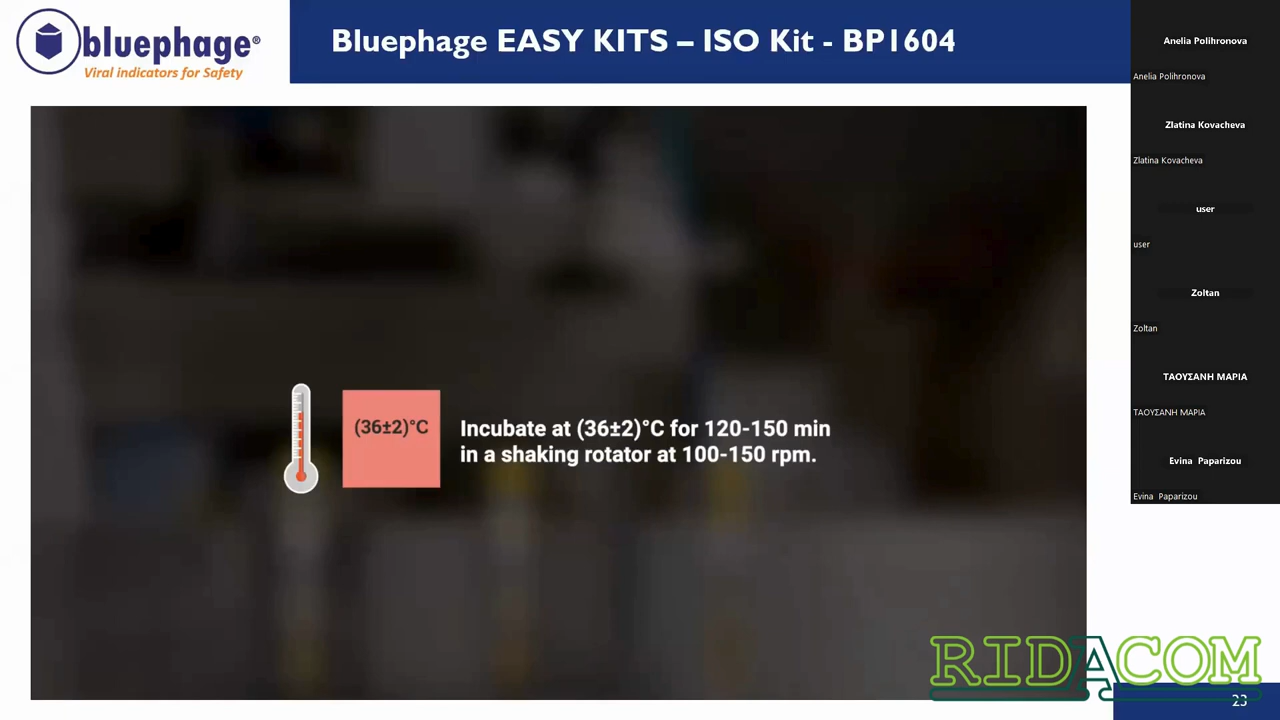 bluephage®
Viral indicators for Safety
Bluephage EASY KITS – ISO Kit - BP1604
(36±2)°C
Incubate at (36±2)°C for 120-150 min
in a shaking rotator at 100-150 rpm.
Anelia Polihronova
Anelia Polihronova
Zlatina Kovacheva
Zlatina Kovacheva
user
user
Zoltan
Zoltan
ΤΑΟΥΣΑΝΗ ΜΑΡΙΑ
ΤΑΟΥΣΑΝΗ ΜΑΡΙΑ
Evina Paparizou
Evina Paparizou
RIDACOM
23